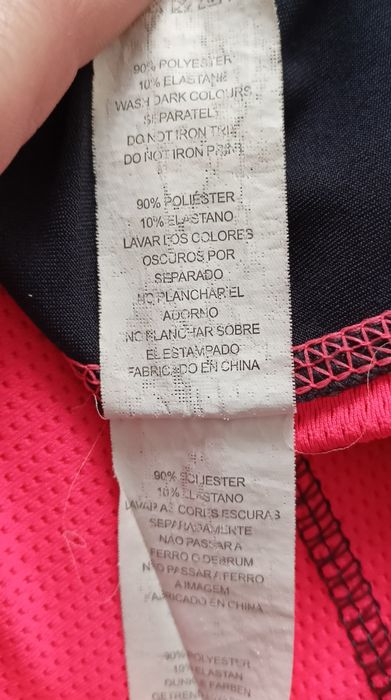 90% POLYESTER
10% ELASTANE
WASH DARK COLOURS
SEPARATELY
DO NOT IRON TRIM
DO NOT IRON PRINT
90% POLIÉSTER
10% ELASTANO
LAVAR LOS COLORES
OSCUROS POR
SEPARADO
NO PLANCHAR EL
ADORNO
NO PLANCHAR SOBRE
EL ESTAMPADO
FABRICADO EN CHINA
90% POLIESTER
10% ELASTANO
LAVAR AS CORES ESCURAS
SEPARADAMENTE
NÃO PASSAR A
FERRO O DEBRUM
NÃO PASSAR A FERRO
A IMAGEM
FABRICADO EN CHINA
90% POLYESTER
10% ELASTAN
DUNKLE FARBEN